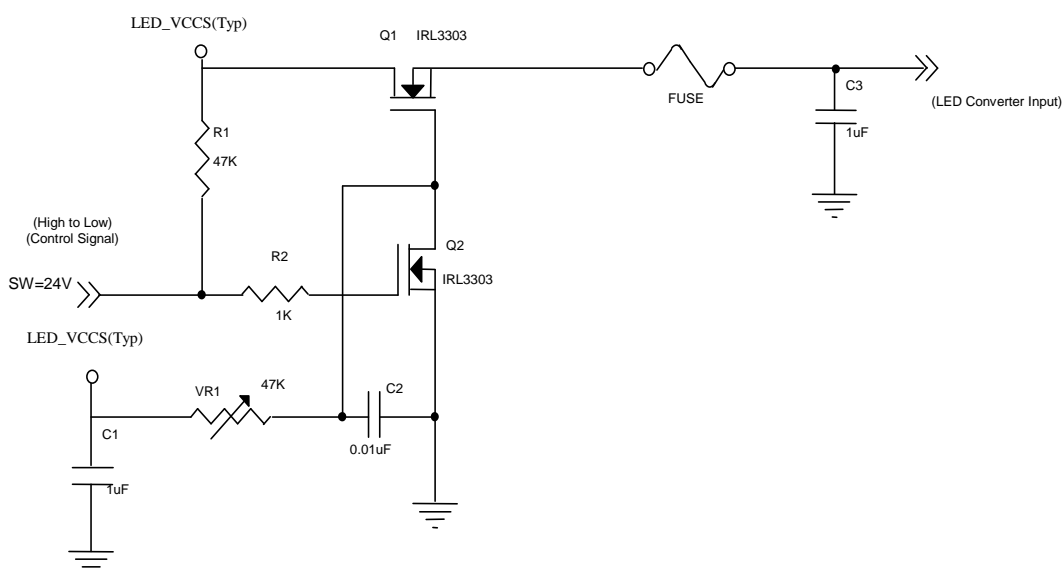 LED_VCCS(Typ)
Q1 IRL3303
FUSE
C3
1uF
(LED Converter Input)
R1
47K
(High to Low)
(Control Signal)
SW=24V
R2
1K
Q2
IRL3303
LED_VCCS(Typ)
VR1
47K
C2
0.01uF
C1
1uF